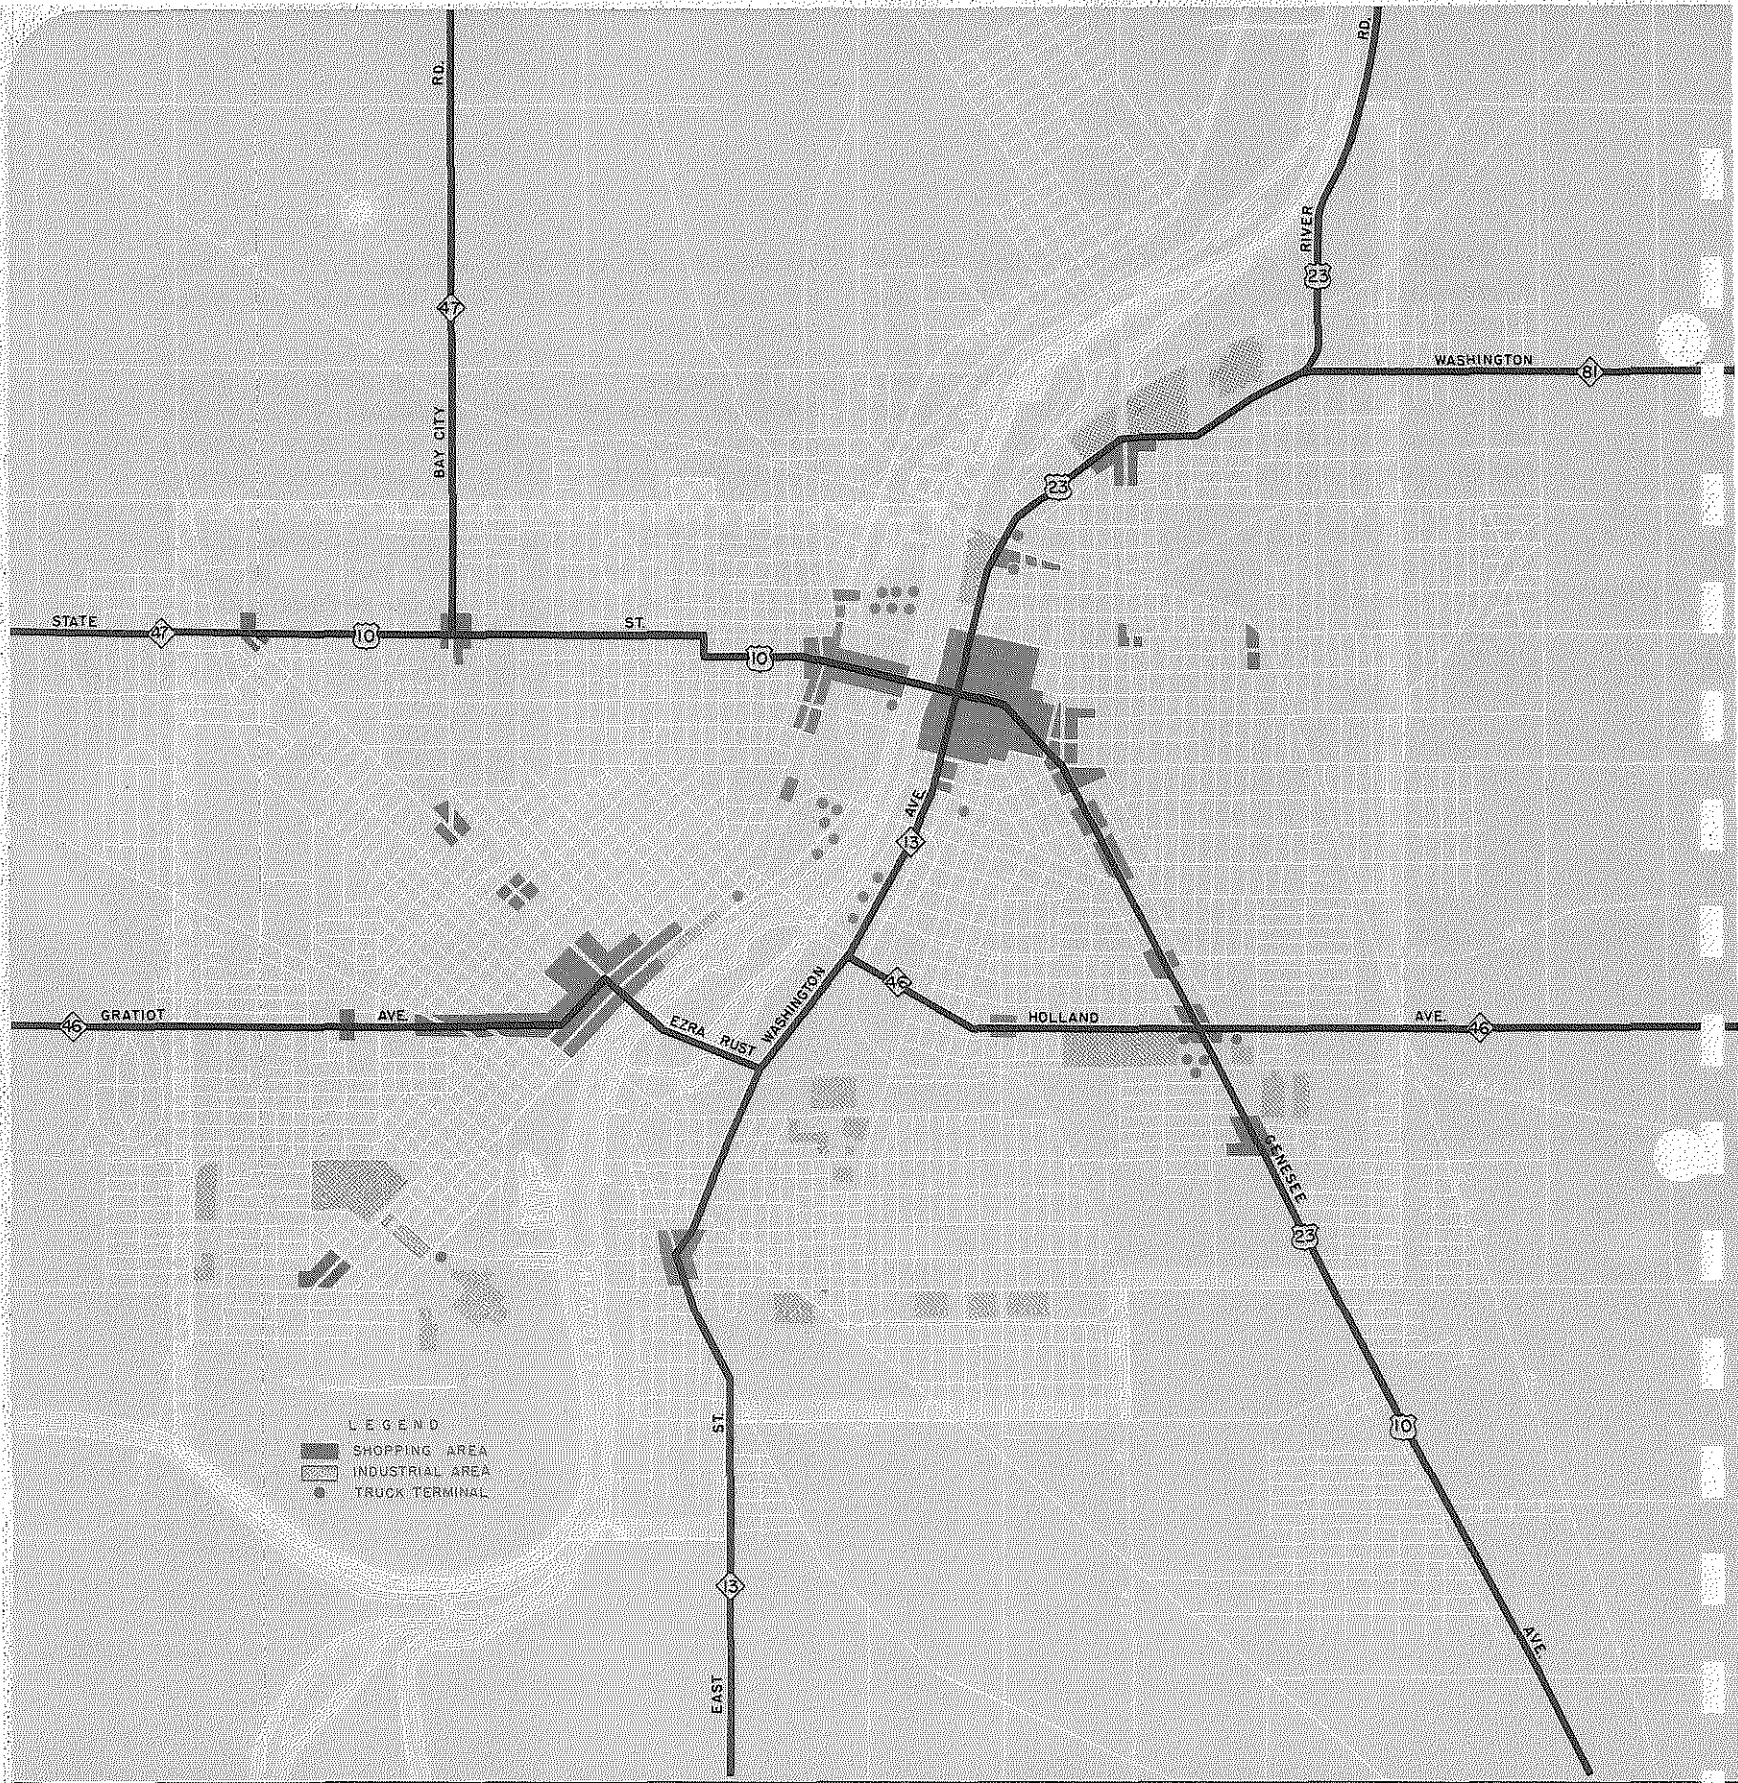 RD.
RD.
RIVER
23
47
WASHINGTON
81
BAY CITY
23
STATE
47
10
ST.
10
AVE.
13
WASHINGTON
46
46
GRATIOT
AVE.
EZRA
RUST
HOLLAND
AVE.
46
GENESEE
23
10
ST.
LEGEND
SHOPPING AREA
INDUSTRIAL AREA
TRUCK TERMINAL
13
EAST
AVE.